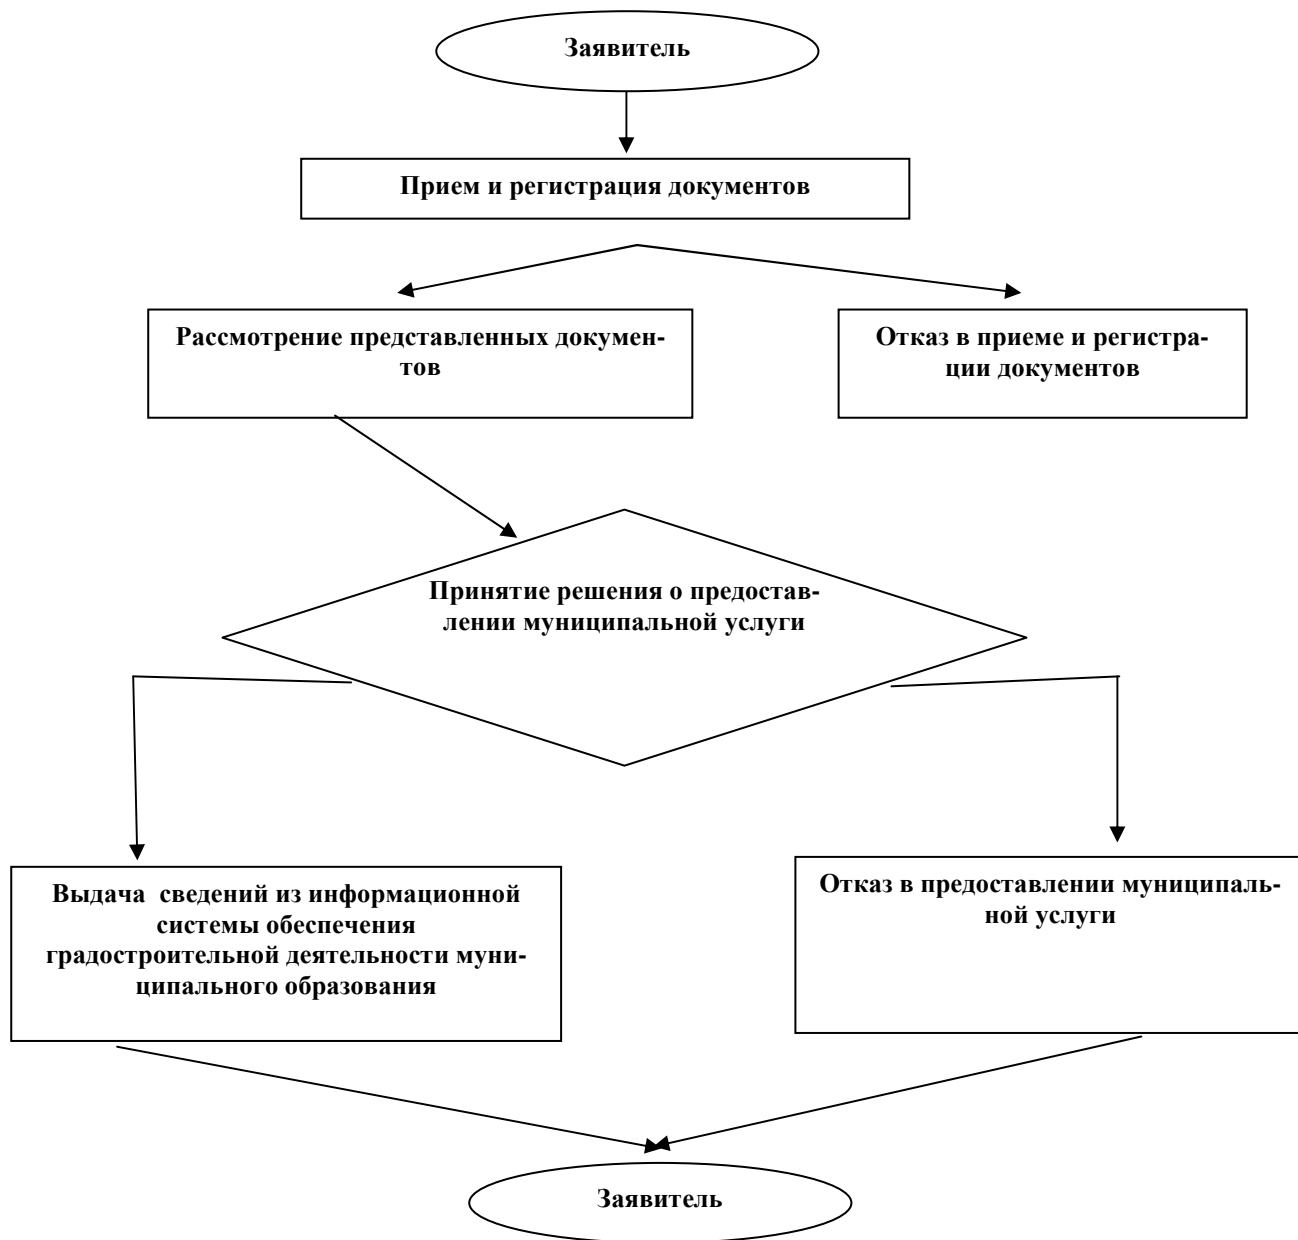 Заявитель
Прием и регистрация документов
Рассмотрение представленных докумен-
тов
Отказ в приеме и регистра-
ции документов
Принятие решения о предостав-
лении муниципальной услуги
Выдача  сведений из информационной
системы обеспечения
градостроительной деятельности муни-
ципального образования
Отказ в предоставлении муниципаль-
ной услуги
Заявитель